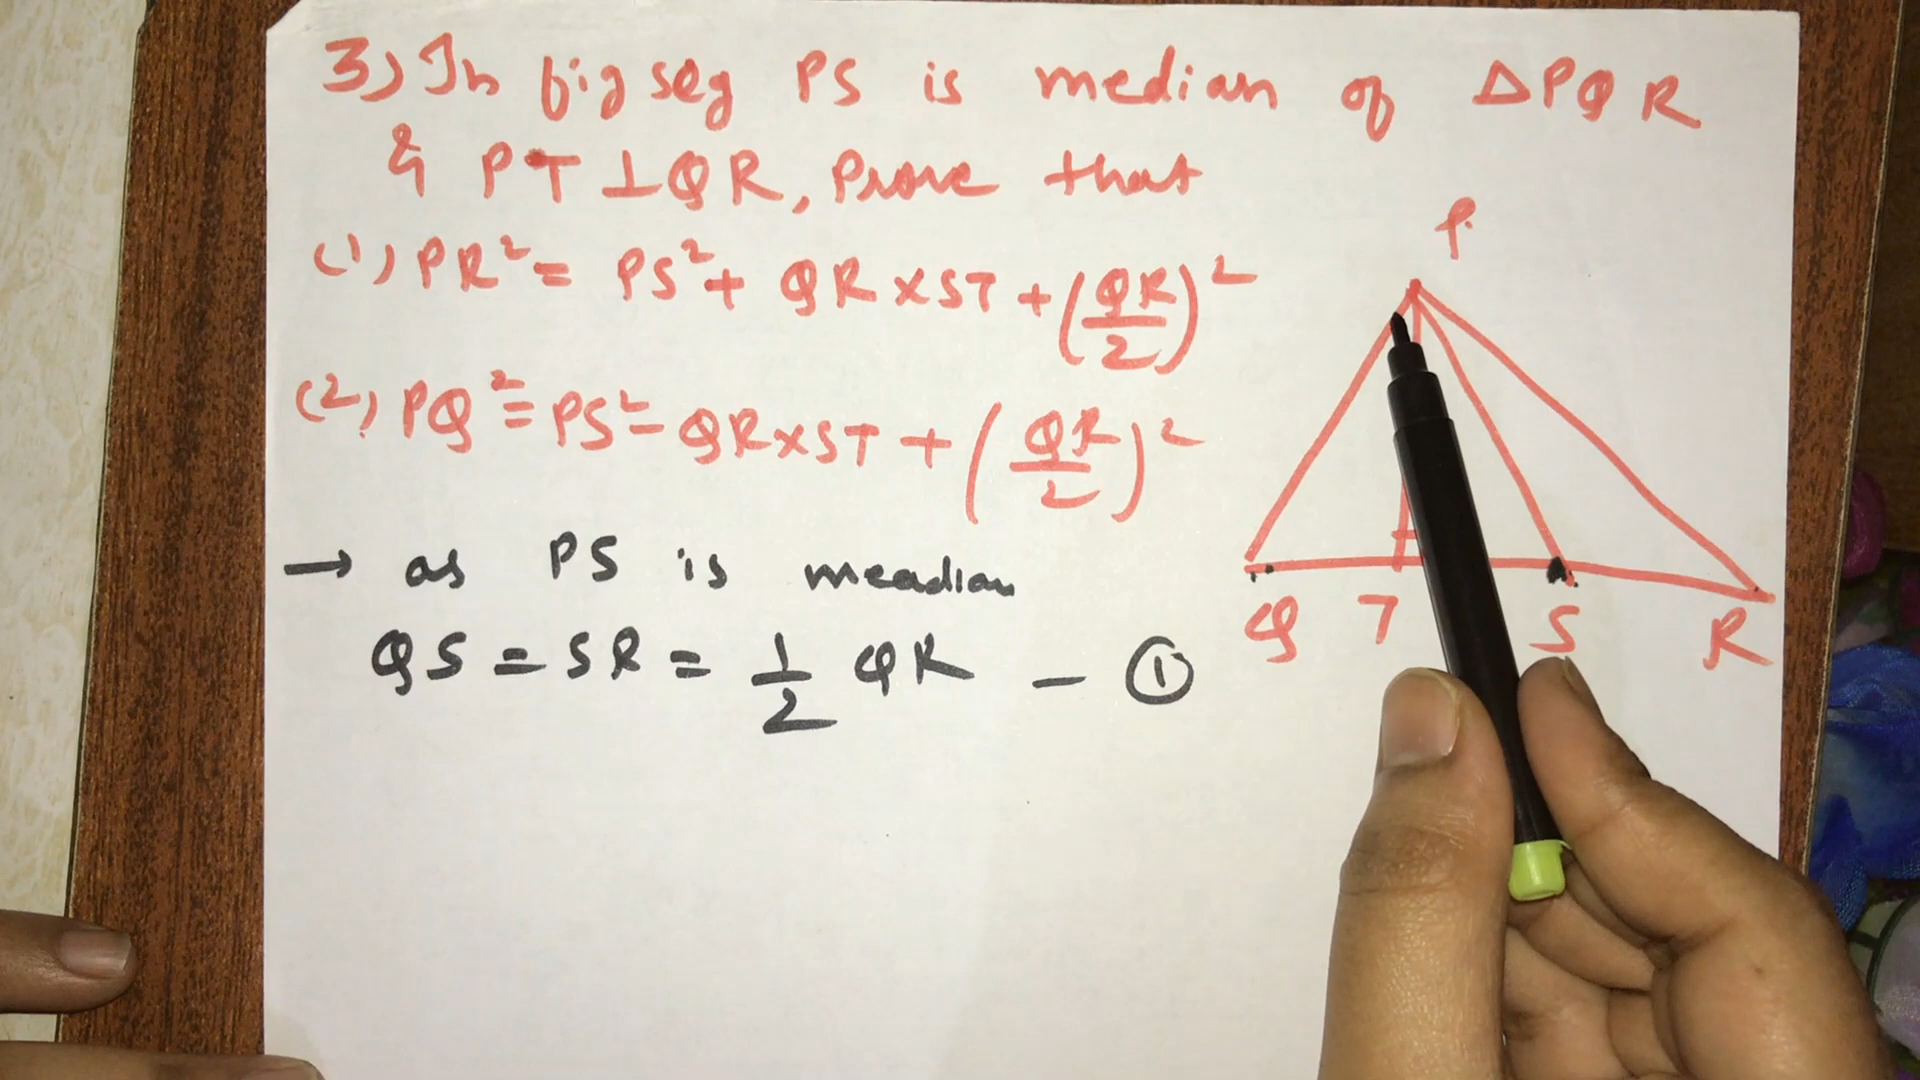 3) In fig seg PS is median of △PQR
& PT ⊥ QR, Prove that
(1) PR² = PS² + QR × ST + (QR/2)²
(2) PQ² = PS² - QR × ST + (QR/2)²
→ as PS is meadian
QS = SR = 1/2 QR - ①
P
Q T S R